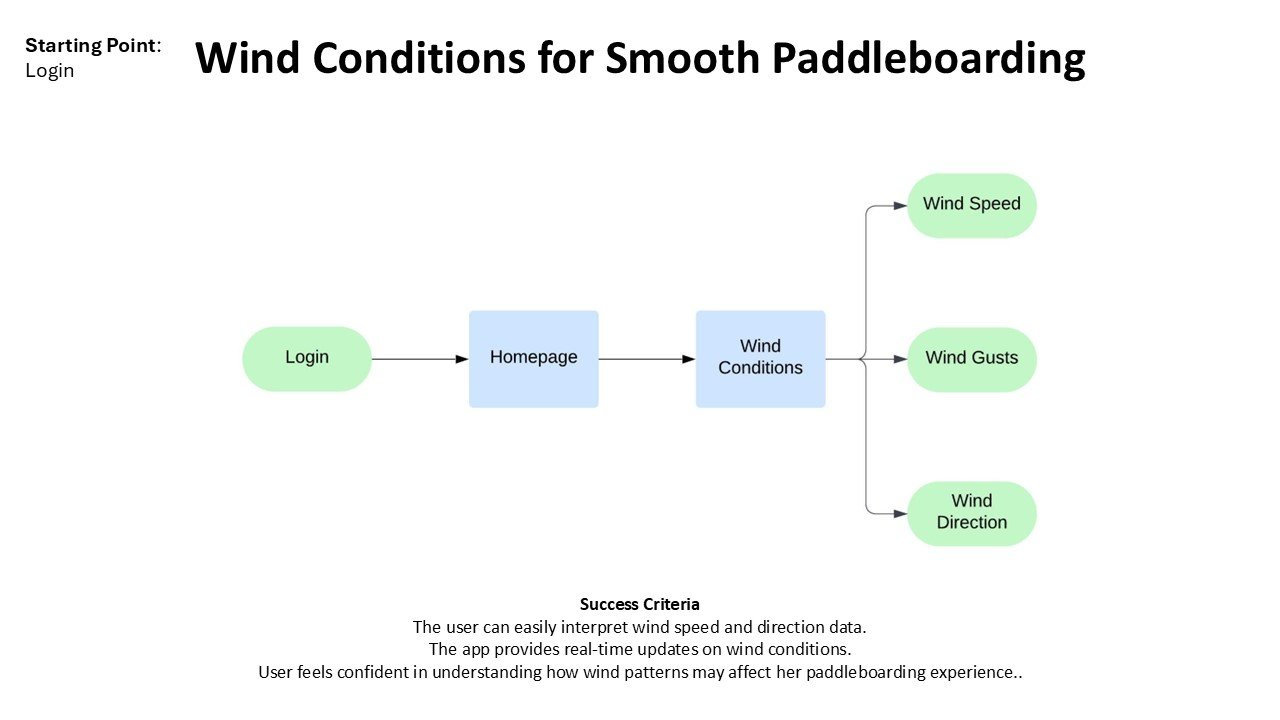 Starting Point:
Login
Wind Conditions for Smooth Paddleboarding
Login
Homepage
Wind
Conditions
Wind Speed
Wind Gusts
Wind
Direction
Success Criteria
The user can easily interpret wind speed and direction data.
The app provides real-time updates on wind conditions.
User feels confident in understanding how wind patterns may affect her paddleboarding experience..